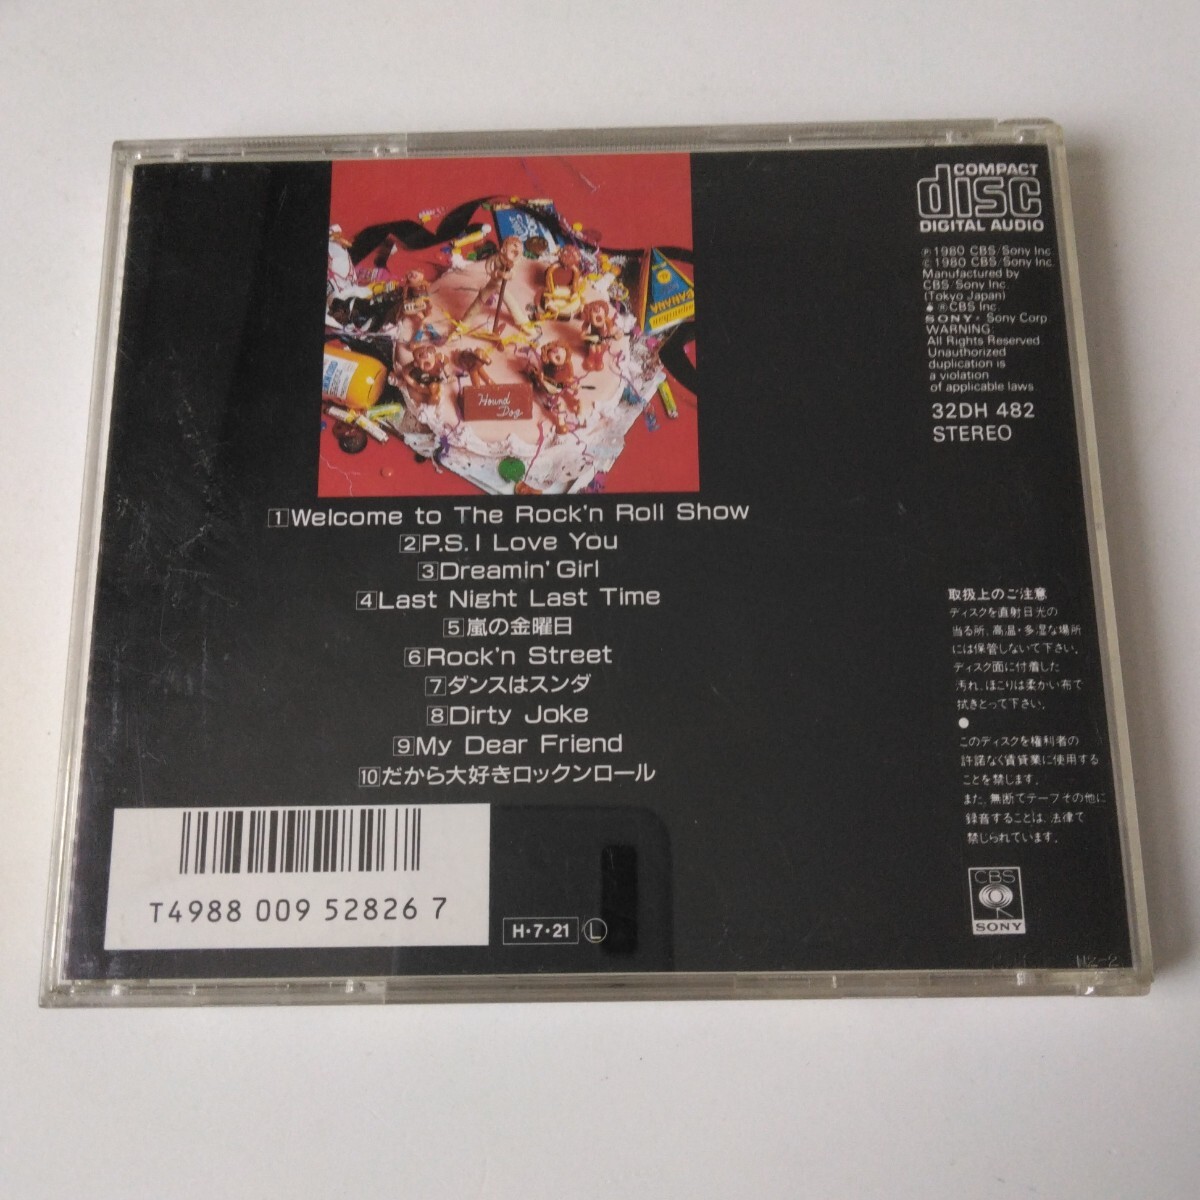 Hound
Dog
BANANA
COMPACT
disc
DIGITAL AUDIO
Ⓟ 1980 CBS/Sony Inc.
© 1980 CBS/Sony Inc.
Manufactured by
CBS/Sony Inc.
(Tokyo Japan)
®CBS Inc.
SONY® Sony Corp
WARNING:
All Rights Reserved
Unauthorized
duplication is
a violation
of applicable laws
32DH 482
STEREO
1 Welcome to The Rock'n Roll Show
2 P.S. I Love You
3 Dreamin' Girl
4 Last Night Last Time
5 嵐の金曜日
6 Rock'n Street
7 ダンスはスンダ
8 Dirty Joke
9 My Dear Friend
10 だから大好きロックンロール
取扱上のご注意
ディスクを直射日光の
当る所、高温・多湿な場所
には保管しないで下さい。
ディスク面に付着した
汚れ、ほこりは柔かい布で
拭きとって下さい。
●
このディスクを権利者の
許諾なく賃貸業に使用する
ことを禁じます。
また、無断でテープその他に
録音することは、法律で
禁じられています。
CBS
SONY
T4988 009 52826 7
H・7・21 Ⓛ